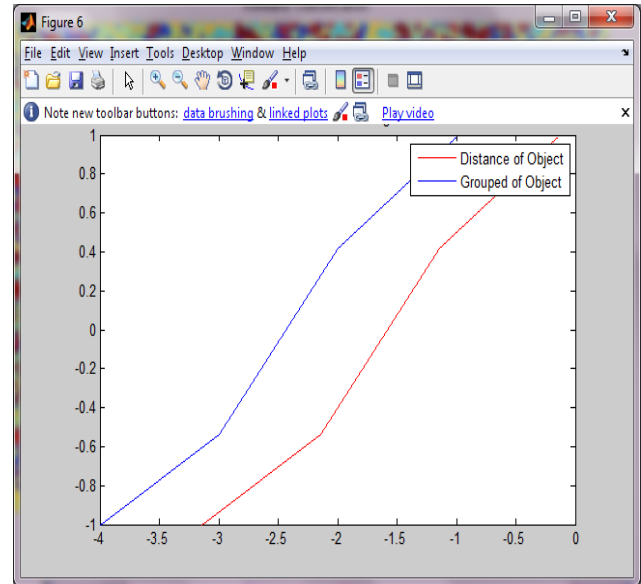 Figure 6
File Edit View Insert Tools Desktop Window Help
Note new toolbar buttons: data brushing & linked plots Play video
Distance of Object
Grouped of Object
1
0.8
0.6
0.4
0.2
0
-0.2
-0.4
-0.6
-0.8
-1
-4 -3.5 -3 -2.5 -2 -1.5 -1 -0.5 0